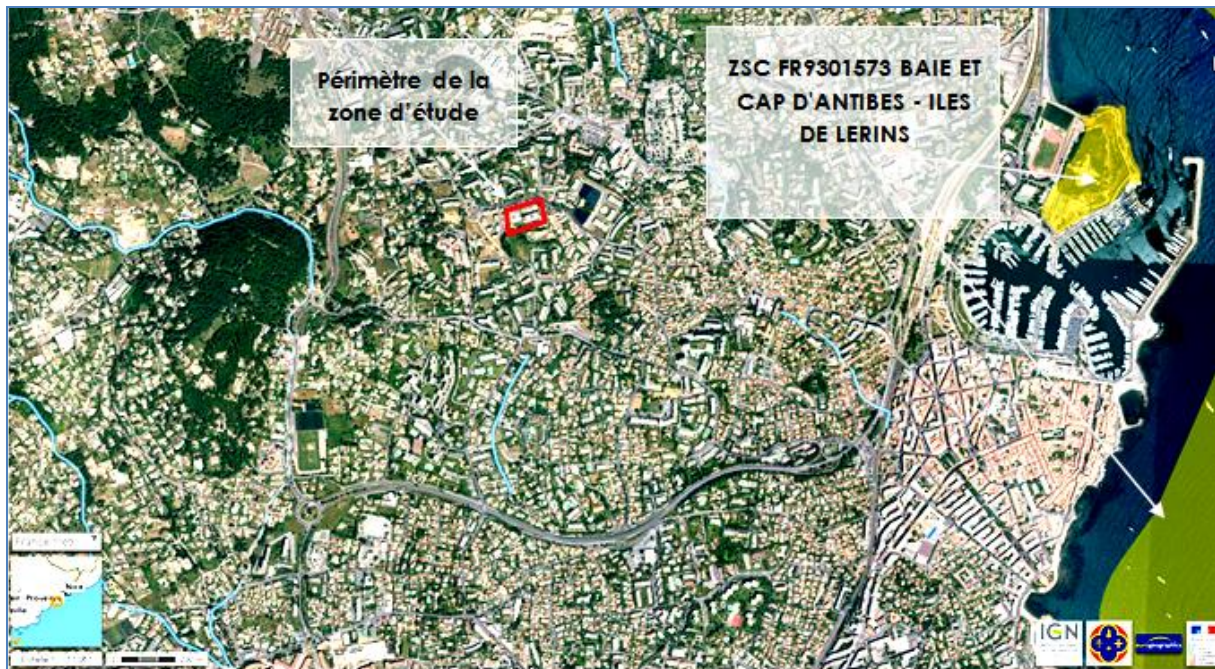 Périmètre de la
zone d'étude
ZSC FR9301573 BAIE ET
CAP D'ANTIBES - ILES
DE LERINS
IGN